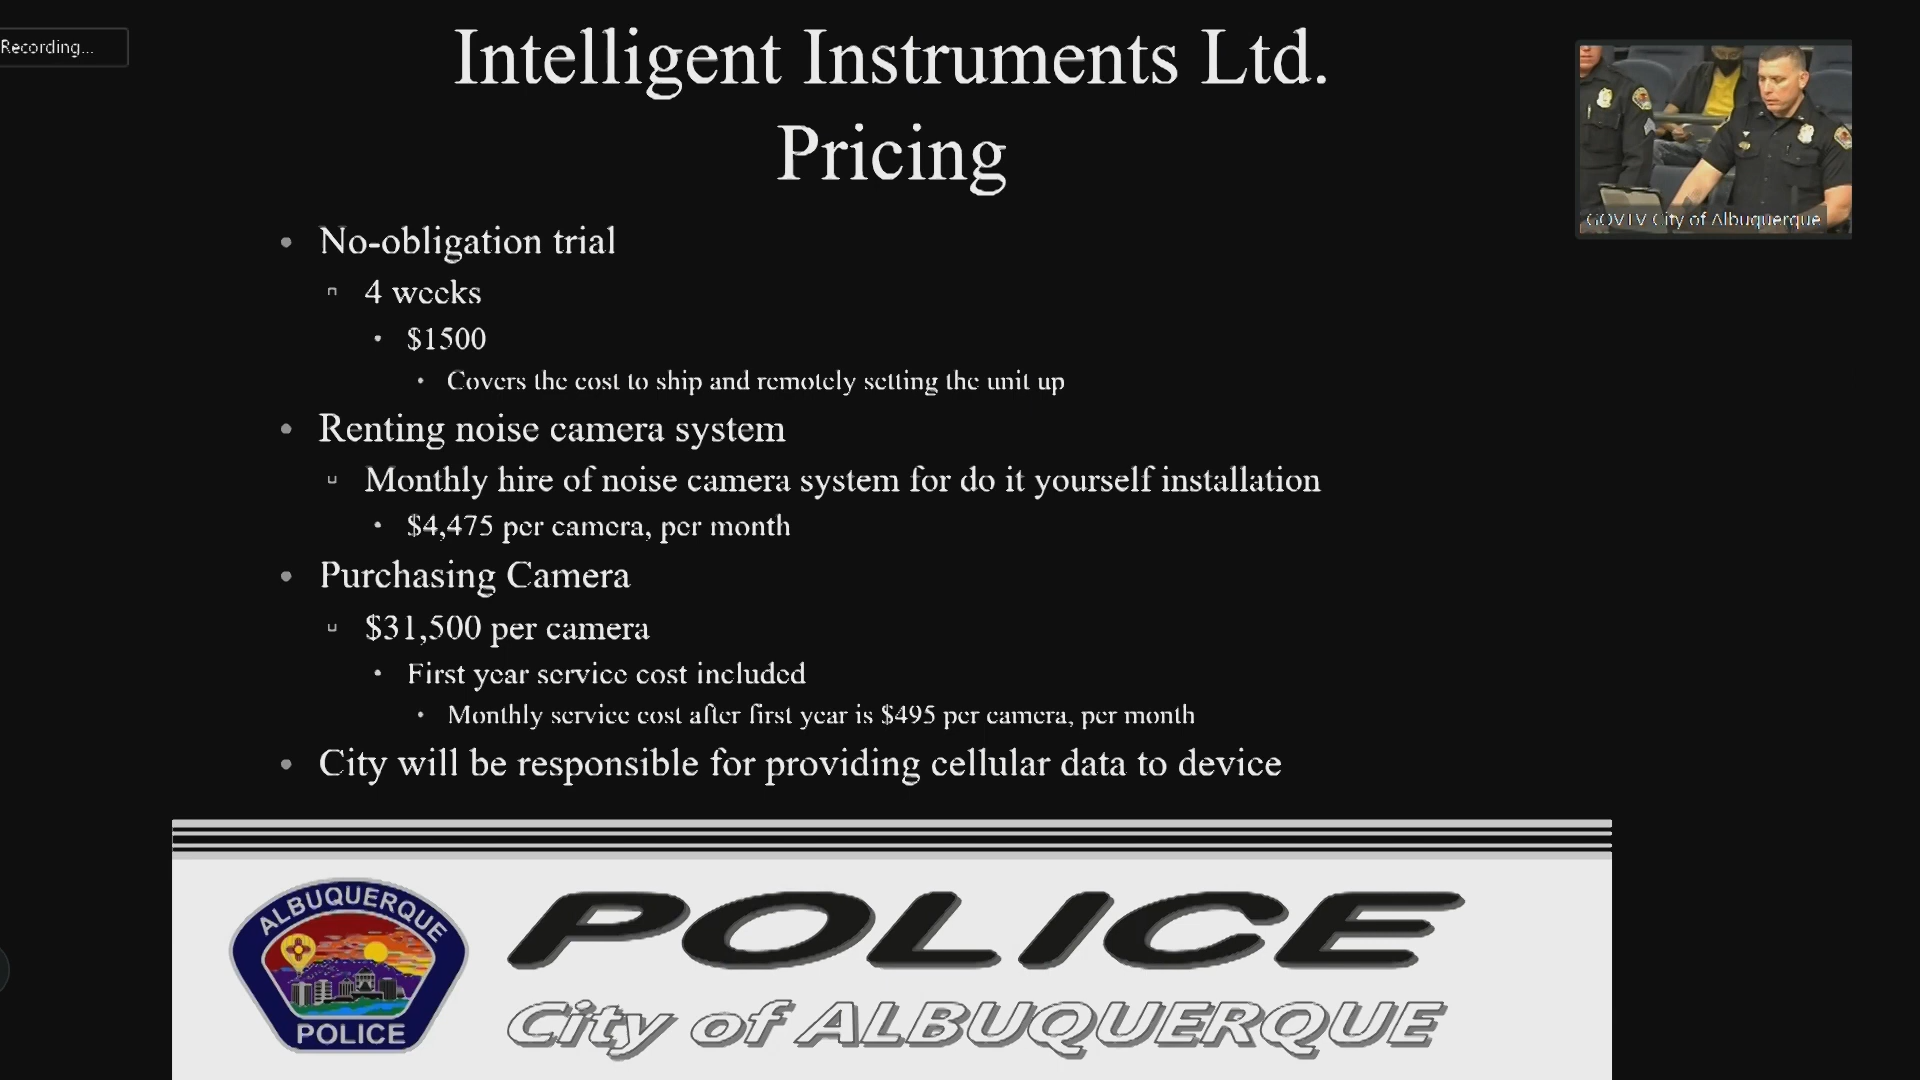 Recording...
Intelligent Instruments Ltd.
Pricing
GOVTV City of Albuquerque
No-obligation trial
4 weeks
$1500
Covers the cost to ship and remotely setting the unit up
Renting noise camera system
Monthly hire of noise camera system for do it yourself installation
$4,475 per camera, per month
Purchasing Camera
$31,500 per camera
First year service cost included
Monthly service cost after first year is $495 per camera, per month
City will be responsible for providing cellular data to device
ALBUQUERQUE
POLICE
POLICE
City of ALBUQUERQUE